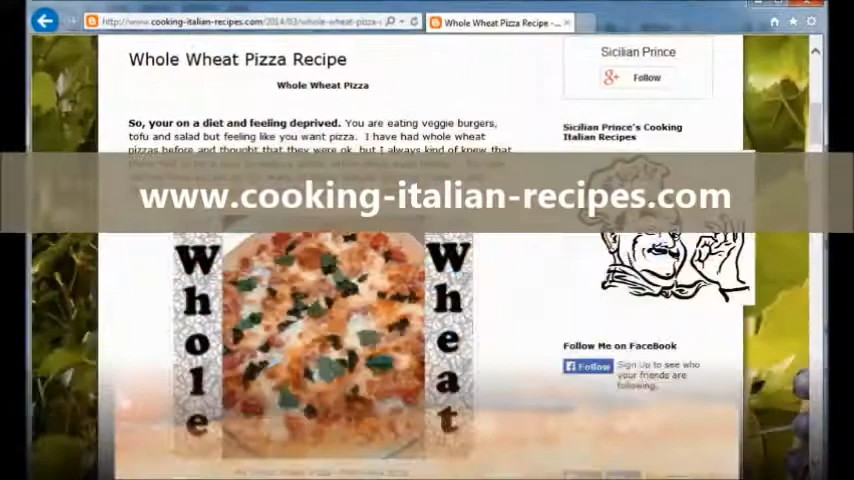 http://www.cooking-italian-recipes.com/2014/03/whole-wheat-pizza-
Whole Wheat Pizza Recipe -...
Whole Wheat Pizza Recipe
Whole Wheat Pizza
So, your on a diet and feeling deprived. You are eating veggie burgers,
tofu and salad but feeling like you want pizza. I have had whole wheat
pizzas before and thought that they were ok, but I always kind of knew that
www.cooking-italian-recipes.com
Whole
Wheat
Sicilian Prince
g+ Follow
Sicilian Prince's Cooking
Italian Recipes
Follow Me on FaceBook
f Follow
Sign Up to see who
your friends are
following.